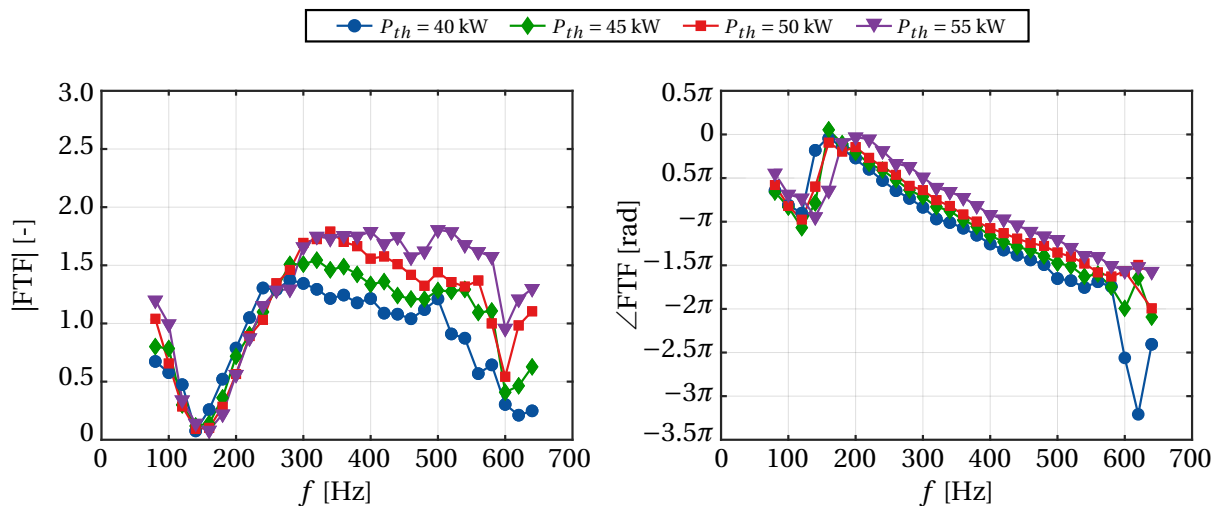 P_th = 40 kW P_th = 45 kW P_th = 50 kW P_th = 55 kW
3.0
2.5
2.0
1.5
1.0
0.5
0
0 100 200 300 400 500 600 700
f [Hz]
|FTF| [-]
0.5π
0
0.5π
−π
−1.5π
−2π
−2.5π
−3π
−3.5π
0 100 200 300 400 500 600 700
f [Hz]
∠FTF [rad]